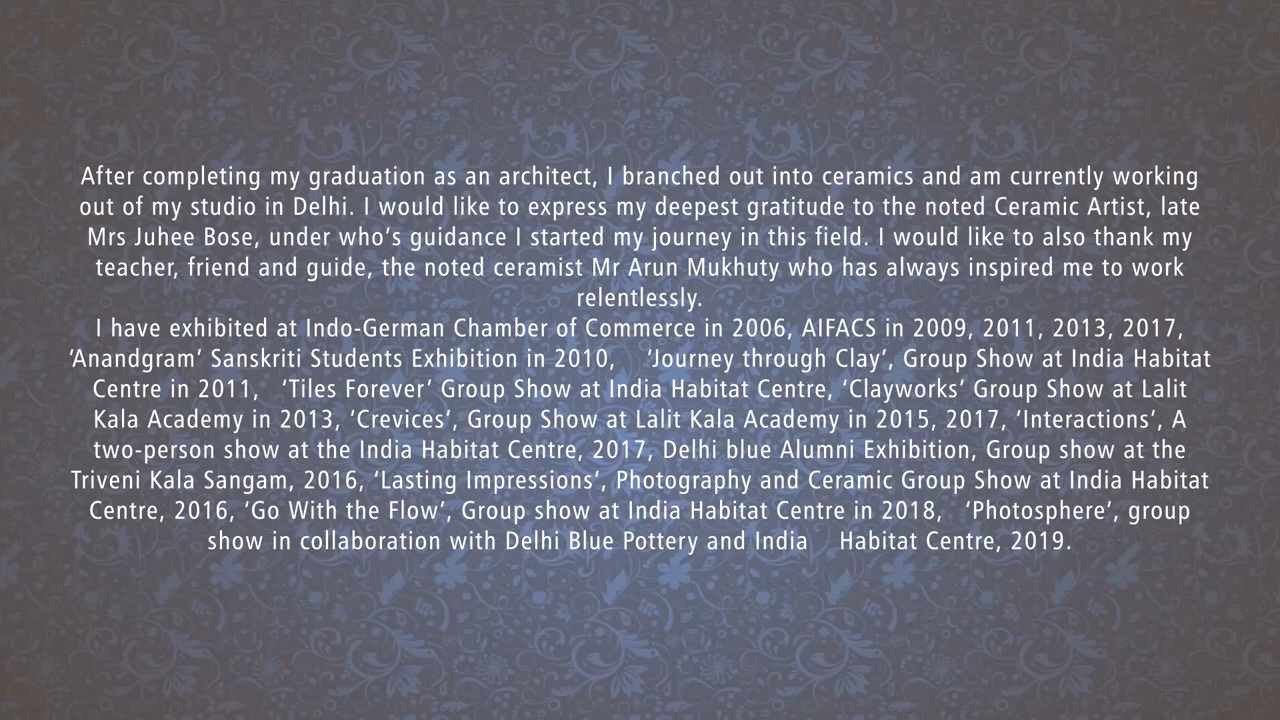 After completing my graduation as an architect, I branched out into ceramics and am currently working
out of my studio in Delhi. I would like to express my deepest gratitude to the noted Ceramic Artist, late
Mrs Juhee Bose, under who’s guidance I started my journey in this field. I would like to also thank my
teacher, friend and guide, the noted ceramist Mr Arun Mukhuty who has always inspired me to work
relentlessly.
I have exhibited at Indo-German Chamber of Commerce in 2006, AIFACS in 2009, 2011, 2013, 2017,
‘Anandgram’ Sanskriti Students Exhibition in 2010, ‘Journey through Clay’, Group Show at India Habitat
Centre in 2011, ‘Tiles Forever’ Group Show at India Habitat Centre, ‘Clayworks’ Group Show at Lalit
Kala Academy in 2013, ‘Crevices’, Group Show at Lalit Kala Academy in 2015, 2017, ‘Interactions’, A
two-person show at the India Habitat Centre, 2017, Delhi blue Alumni Exhibition, Group show at the
Triveni Kala Sangam, 2016, ‘Lasting Impressions’, Photography and Ceramic Group Show at India Habitat
Centre, 2016, ‘Go With the Flow’, Group show at India Habitat Centre in 2018, ‘Photosphere’, group
show in collaboration with Delhi Blue Pottery and India Habitat Centre, 2019.